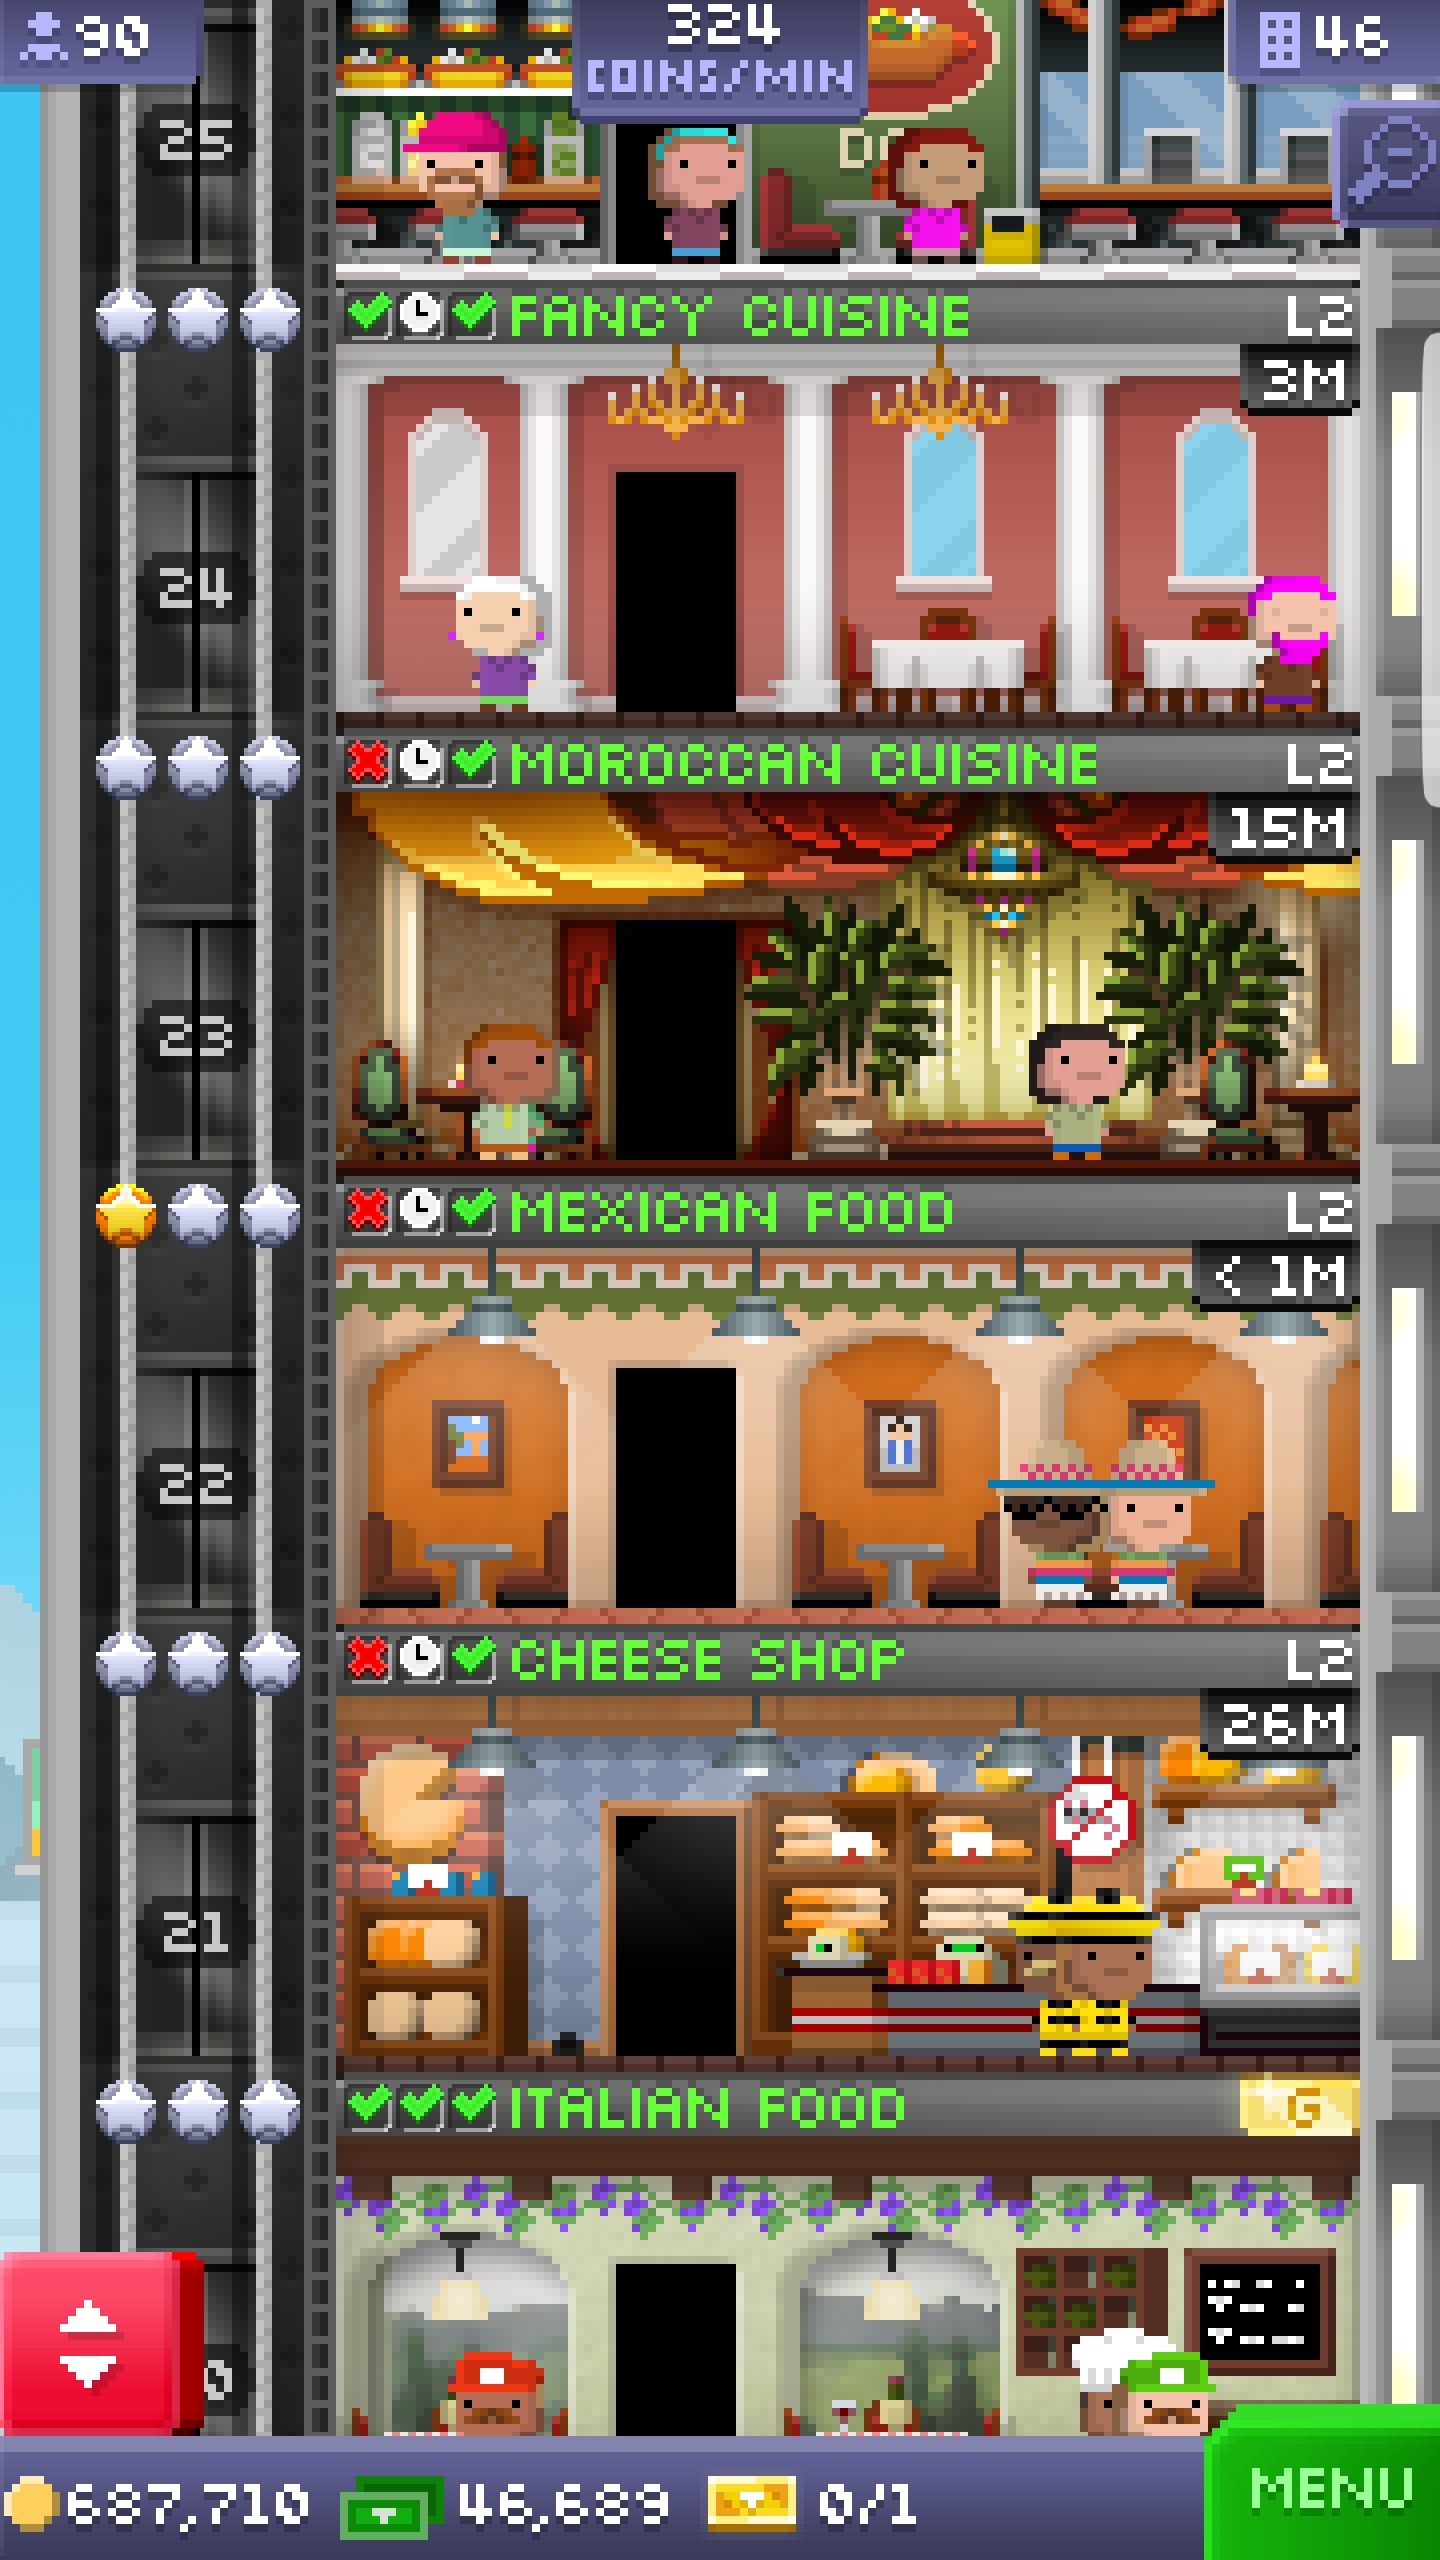 90
324
COINS/MIN
46
25
FANCY CUISINE L2
3M
24
MOROCCAN CUISINE L2
15M
23
MEXICAN FOOD L2
< 1M
22
CHEESE SHOP L2
26M
21
ITALIAN FOOD G
687,710 46,689 0/1
MENU